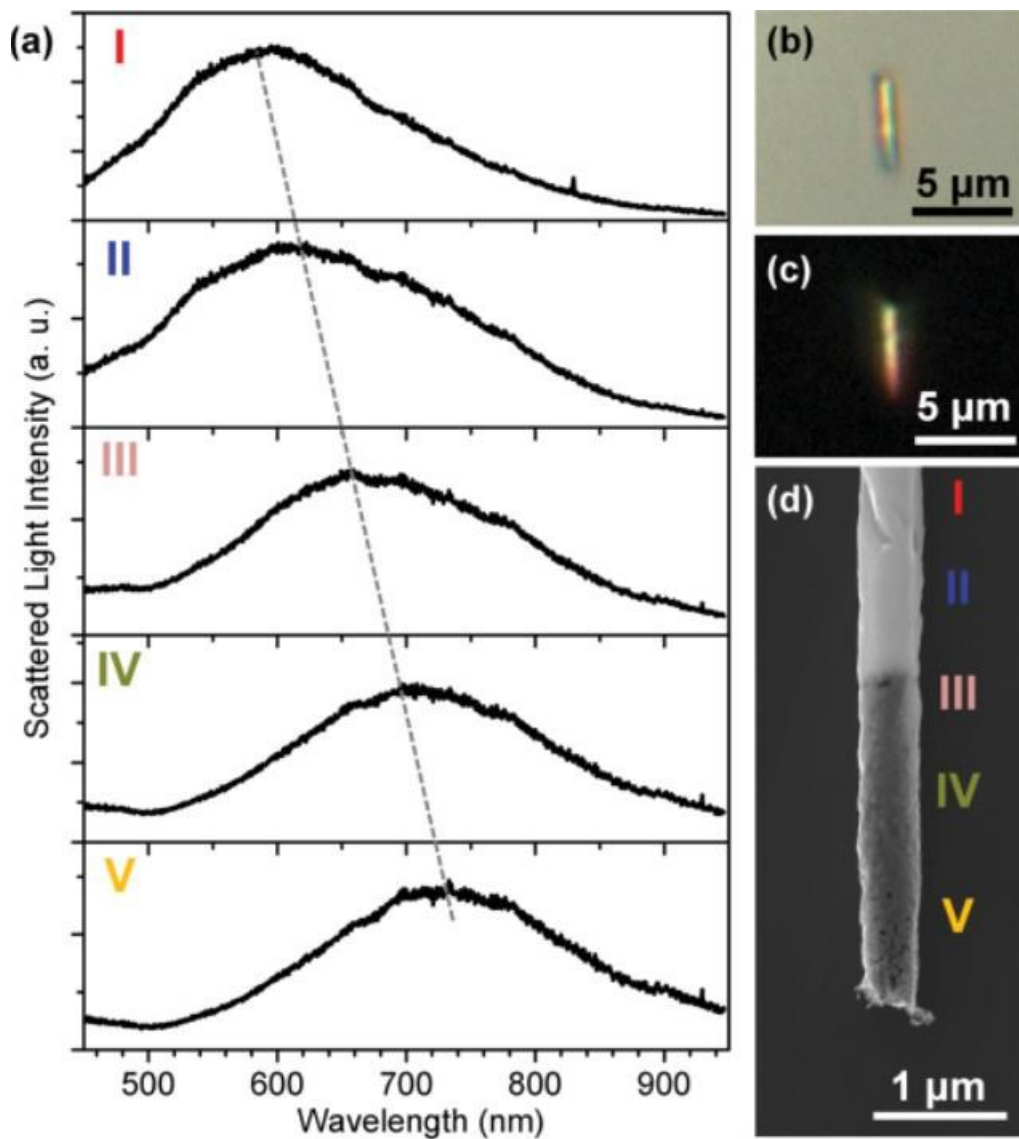 (a)
I
II
III
IV
V
Scattered Light Intensity (a. u.)
500 600 700 800 900
Wavelength (nm)
(b)
5 µm
(c)
5 µm
(d)
I
II
III
IV
V
1 µm